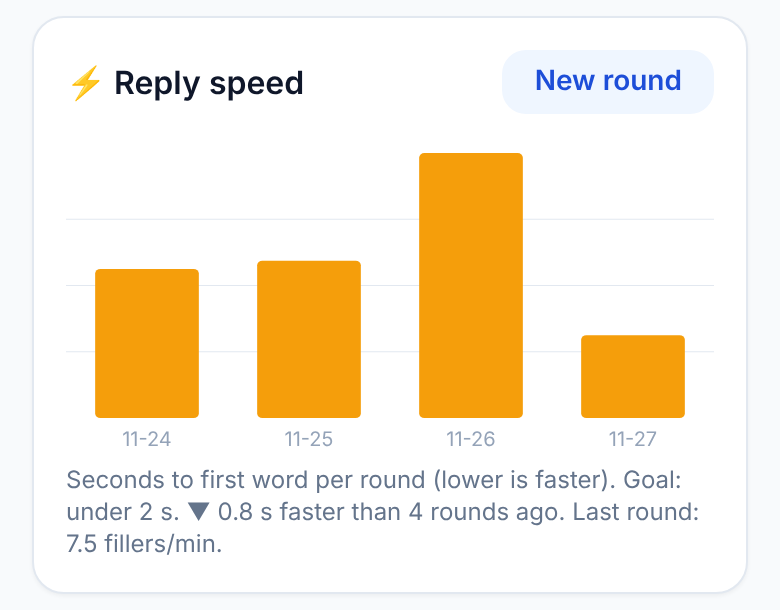 ⚡ Reply speed
New round
11-24 11-25 11-26 11-27
Seconds to first word per round (lower is faster). Goal:
under 2 s. ▼ 0.8 s faster than 4 rounds ago. Last round:
7.5 fillers/min.